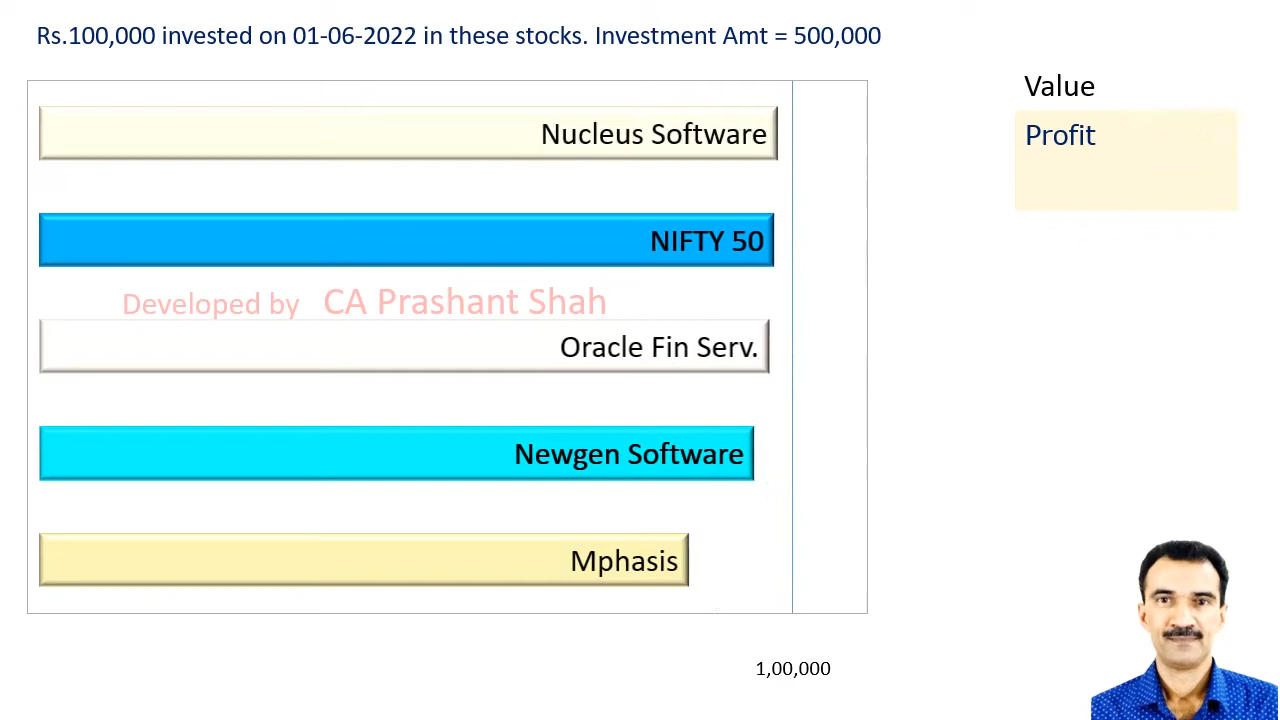 Rs.100,000 invested on 01-06-2022 in these stocks. Investment Amt = 500,000
Value
Profit
Nucleus Software
NIFTY 50
Developed by CA Prashant Shah
Oracle Fin Serv.
Newgen Software
Mphasis
1,00,000